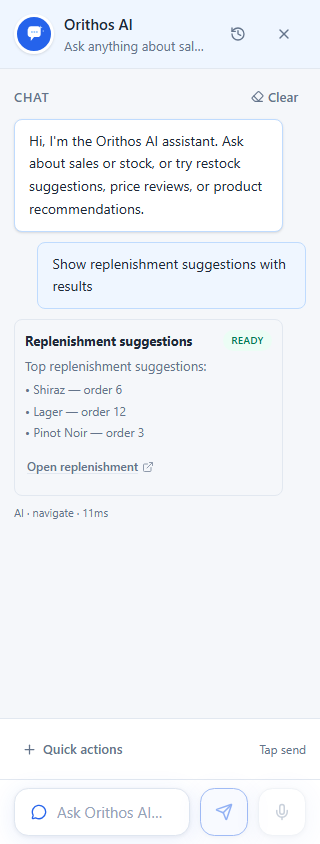 Orithos AI
Ask anything about sal...
CHAT
Clear
Hi, I'm the Orithos AI assistant. Ask
about sales or stock, or try restock
suggestions, price reviews, or product
recommendations.
Show replenishment suggestions with
results
Replenishment suggestions
READY
Top replenishment suggestions:
• Shiraz — order 6
• Lager — order 12
• Pinot Noir — order 3
Open replenishment
AI · navigate · 11ms
Quick actions
Tap send
Ask Orithos AI...